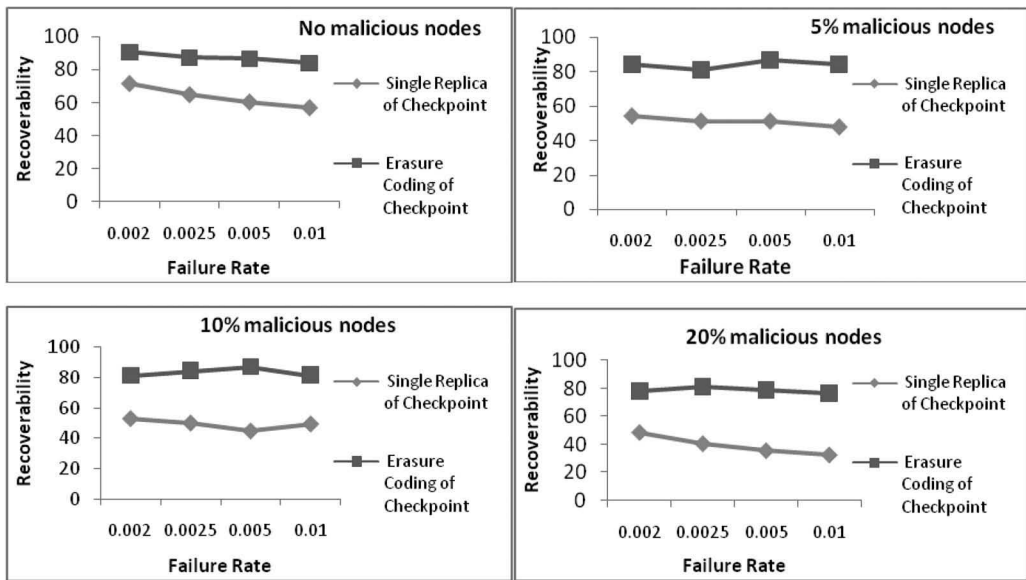 No malicious nodes
100
80
60
40
20
0
Recoverability
0.002 0.0025 0.005 0.01
Failure Rate
Single Replica
of Checkpoint
Erasure
Coding of
Checkpoint
5% malicious nodes
100
80
60
40
20
0
Recoverability
0.002 0.0025 0.005 0.01
Failure Rate
Single Replica
of Checkpoint
Erasure
Coding of
Checkpoint
10% malicious nodes
100
80
60
40
20
0
Recoverability
0.002 0.0025 0.005 0.01
Failure Rate
Single Replica
of Checkpoint
Erasure
Coding of
Checkpoint
20% malicious nodes
100
80
60
40
20
0
Recoverability
0.002 0.0025 0.005 0.01
Failure Rate
Single Replica
of Checkpoint
Erasure
Coding of
Checkpoint